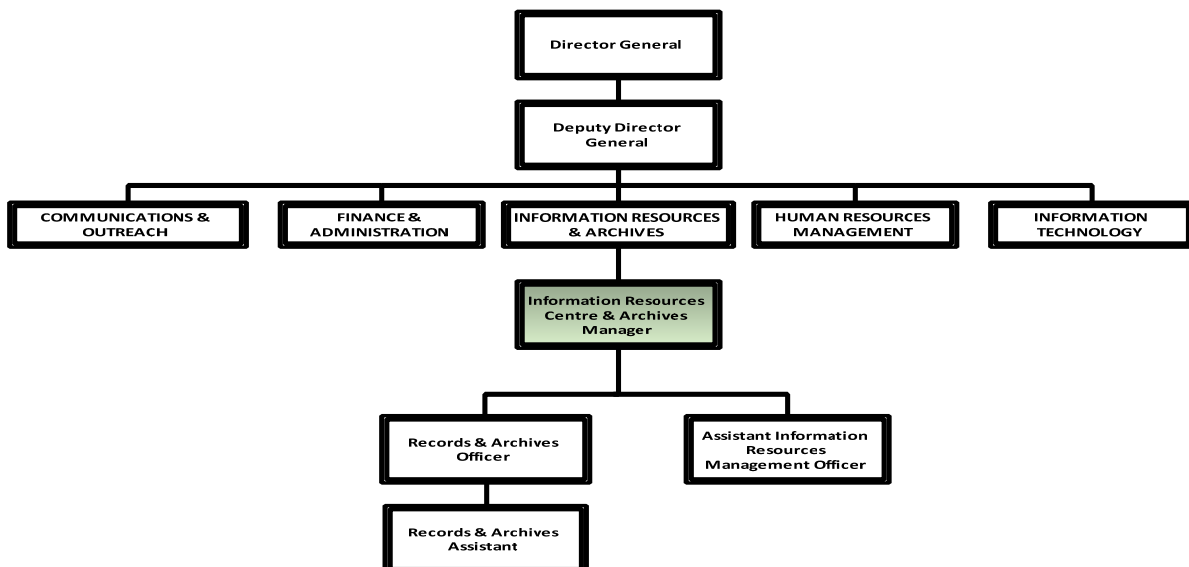 Director General
Deputy Director
General
COMMUNICATIONS &
OUTREACH
FINANCE &
ADMINISTRATION
INFORMATION RESOURCES
& ARCHIVES
HUMAN RESOURCES
MANAGEMENT
INFORMATION
TECHNOLOGY
Information Resources
Centre & Archives
Manager
Records & Archives
Officer
Assistant Information
Resources
Management Officer
Records & Archives
Assistant